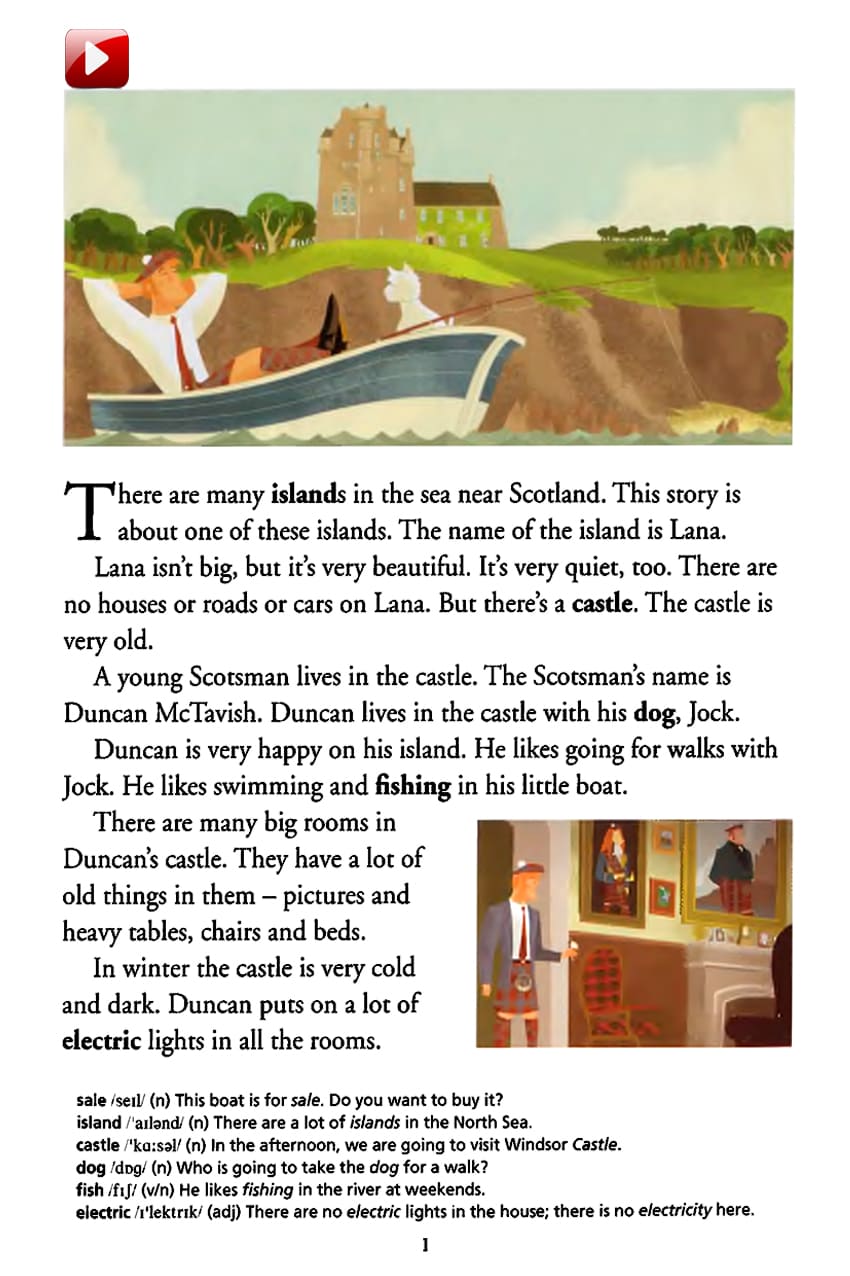 There are many islands in the sea near Scotland. This story is
about one of these islands. The name of the island is Lana.
Lana isn't big, but it's very beautiful. It's very quiet, too. There are
no houses or roads or cars on Lana. But there's a castle. The castle is
very old.
A young Scotsman lives in the castle. The Scotsman's name is
Duncan McTavish. Duncan lives in the castle with his dog, Jock.
Duncan is very happy on his island. He likes going for walks with
Jock. He likes swimming and fishing in his little boat.
There are many big rooms in
Duncan's castle. They have a lot of
old things in them – pictures and
heavy tables, chairs and beds.
In winter the castle is very cold
and dark. Duncan puts on a lot of
electric lights in all the rooms.
sale /seɪl/ (n) This boat is for sale. Do you want to buy it?
island /ˈaɪlənd/ (n) There are a lot of islands in the North Sea.
castle /ˈkɑːsəl/ (n) In the afternoon, we are going to visit Windsor Castle.
dog /dɒg/ (n) Who is going to take the dog for a walk?
fish /fɪʃ/ (v/n) He likes fishing in the river at weekends.
electric /ɪˈlektrɪk/ (adj) There are no electric lights in the house; there is no electricity here.
1